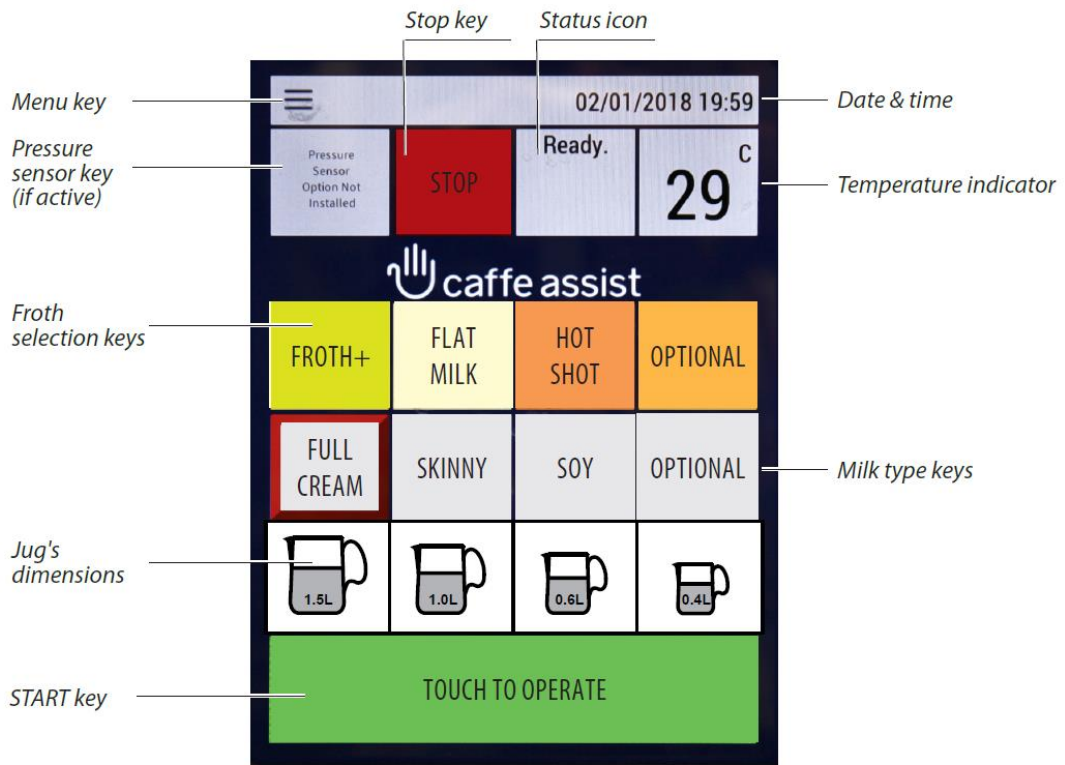 Stop key
Status icon
Menu key
02/01/2018 19:59
Date & time
Pressure
sensor key
(if active)
Pressure
Sensor
Option Not
Installed
STOP
Ready.
29
C
Temperature indicator
caffe assist
Froth
selection keys
FROTH+
FLAT
MILK
HOT
SHOT
OPTIONAL
FULL
CREAM
SKINNY
SOY
OPTIONAL
Milk type keys
Jug's
dimensions
1.5L
1.0L
0.6L
0.4L
START key
TOUCH TO OPERATE